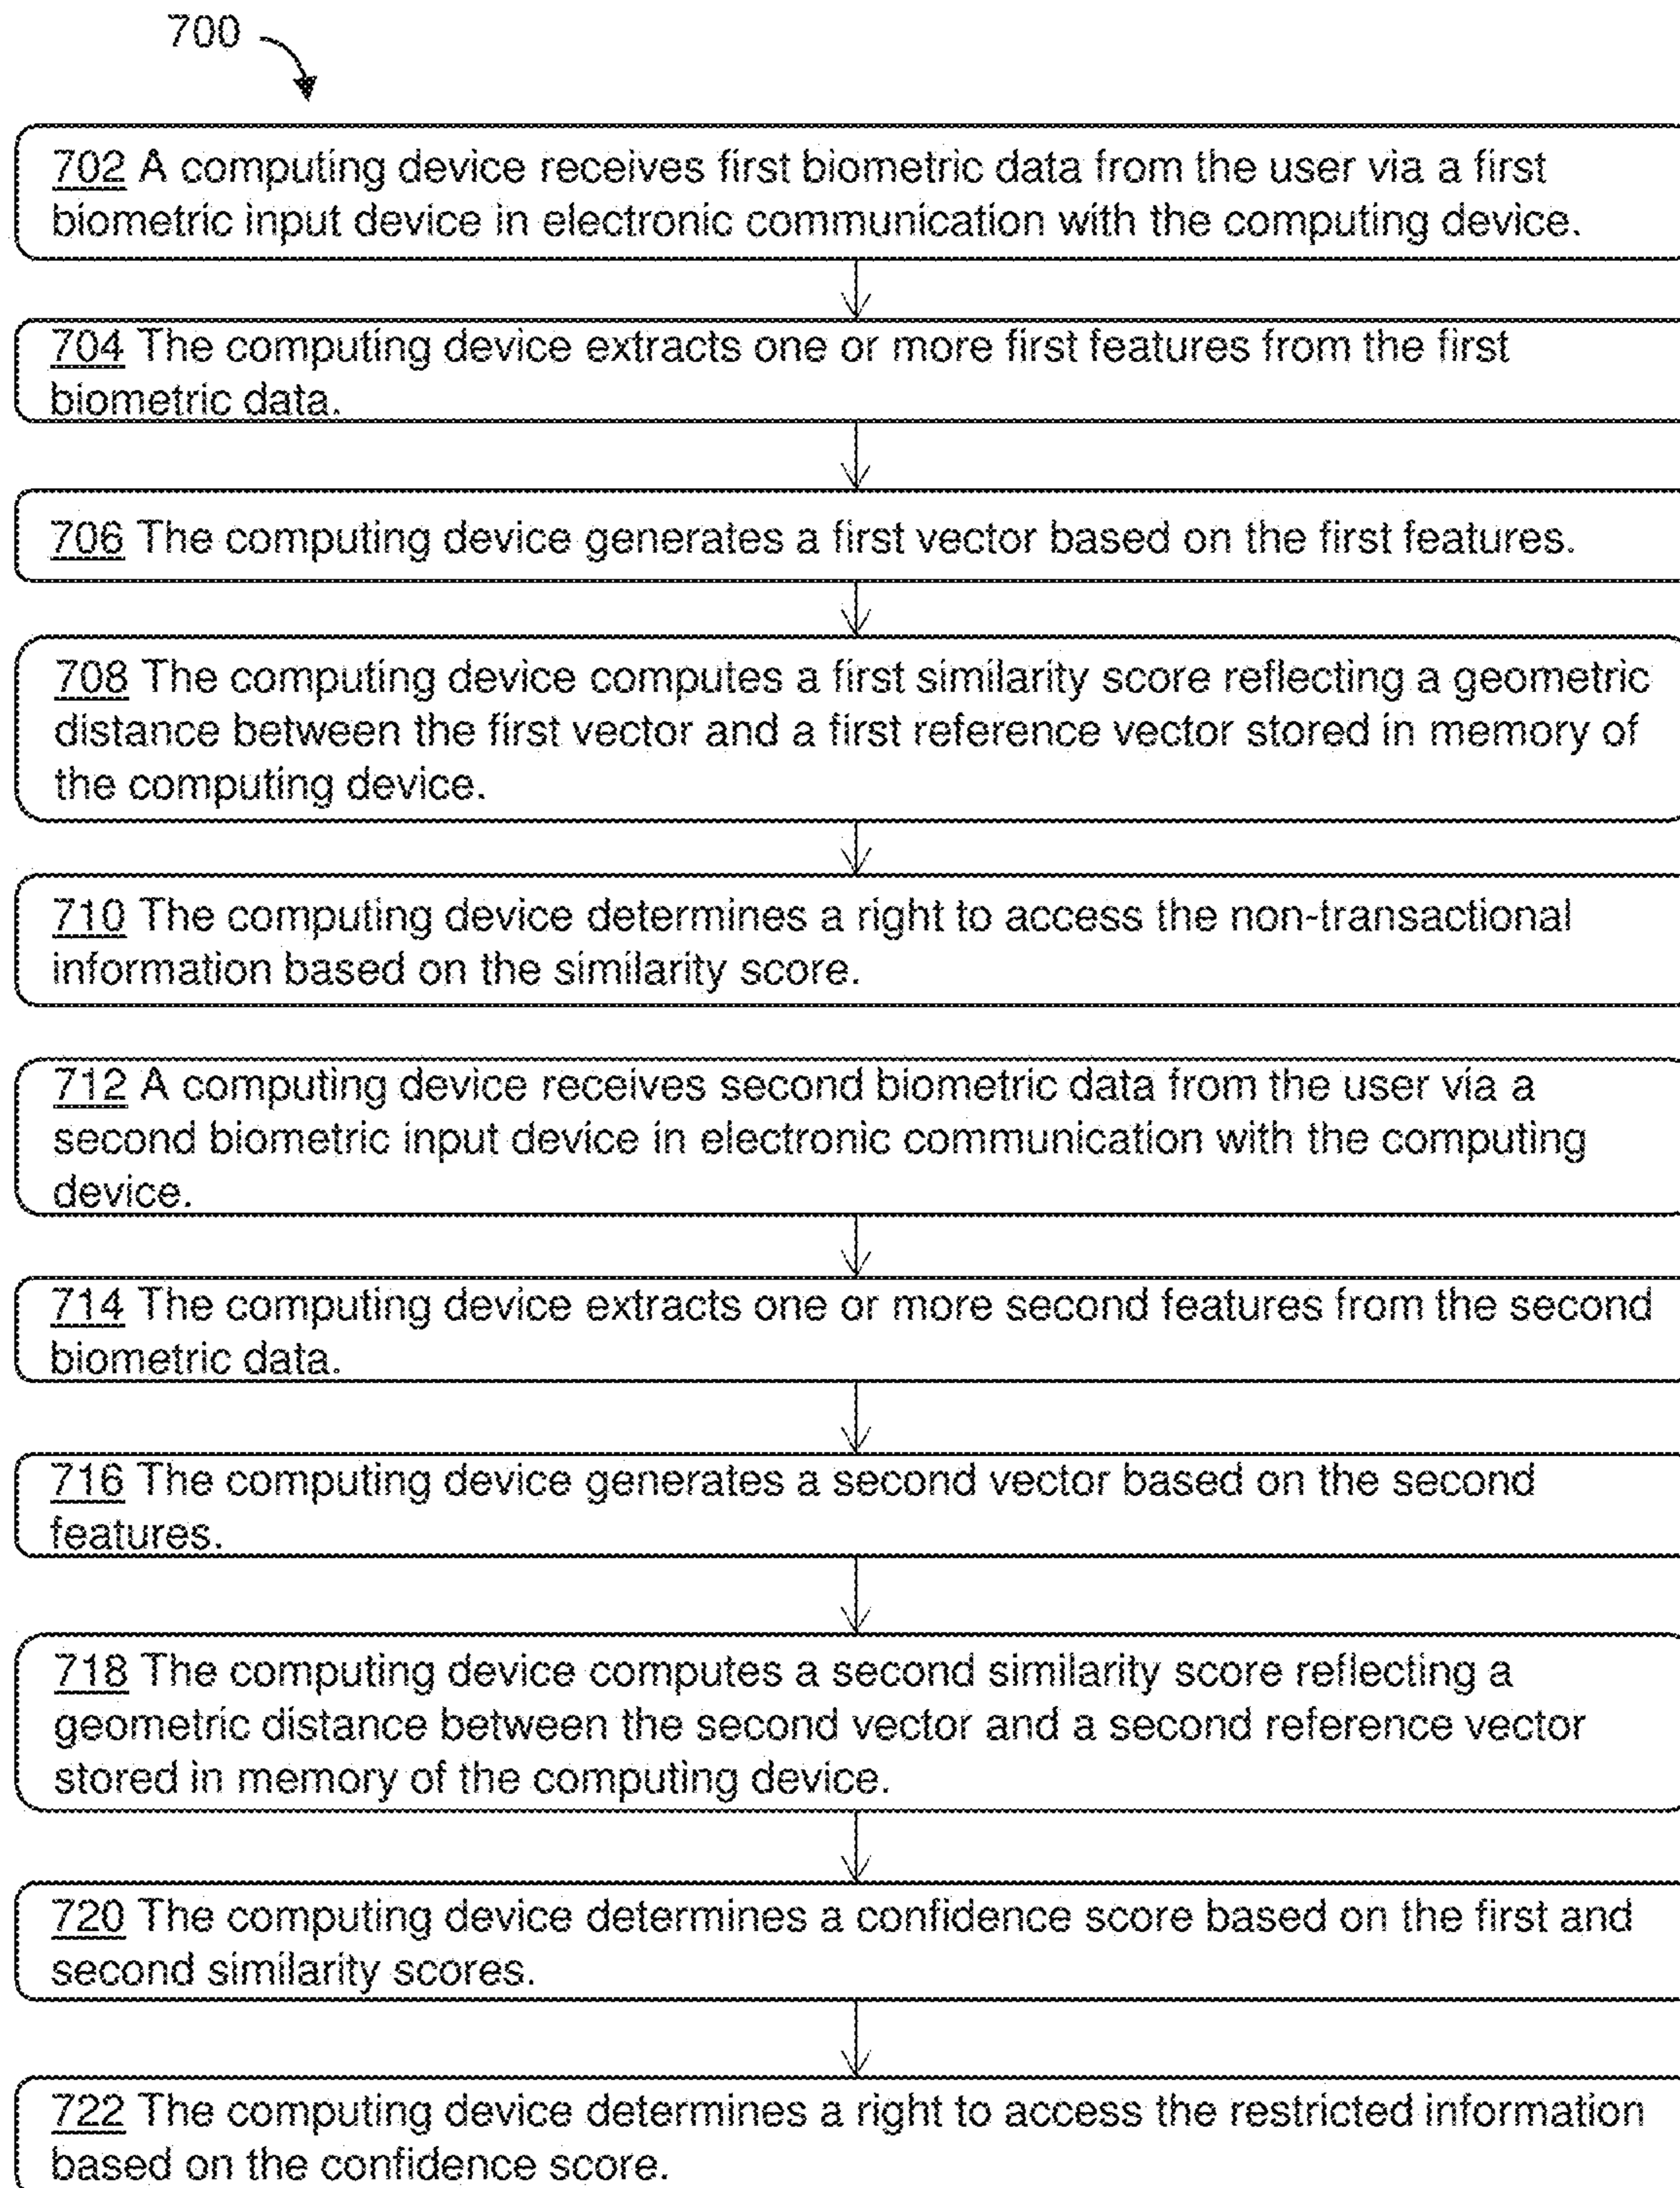 700
702 A computing device receives first biometric data from the user via a first
biometric input device in electronic communication with the computing device.
704 The computing device extracts one or more first features from the first
biometric data.
706 The computing device generates a first vector based on the first features.
708 The computing device computes a first similarity score reflecting a geometric
distance between the first vector and a first reference vector stored in memory of
the computing device.
710 The computing device determines a right to access the non-transactional
information based on the similarity score.
712 A computing device receives second biometric data from the user via a
second biometric input device in electronic communication with the computing
device.
714 The computing device extracts one or more second features from the second
biometric data.
716 The computing device generates a second vector based on the second
features.
718 The computing device computes a second similarity score reflecting a
geometric distance between the second vector and a second reference vector
stored in memory of the computing device.
720 The computing device determines a confidence score based on the first and
second similarity scores.
722 The computing device determines a right to access the restricted information
based on the confidence score.